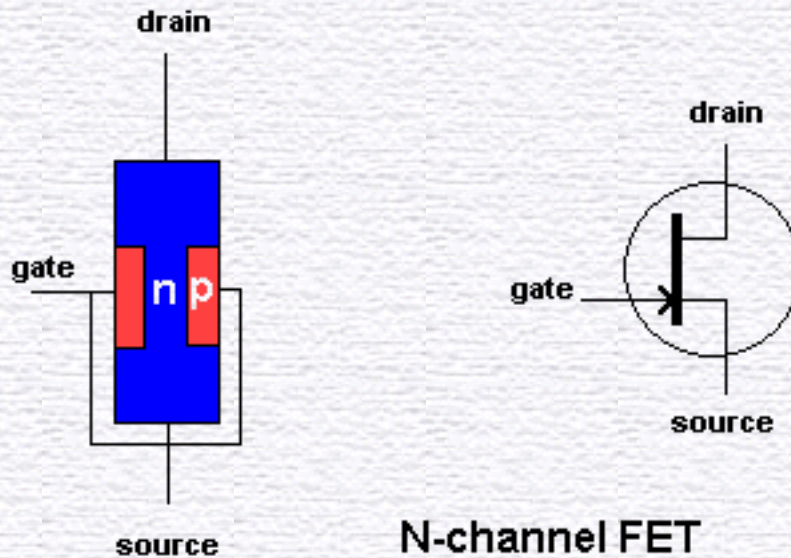 drain
gate
n
p
source
drain
gate
source
N-channel FET